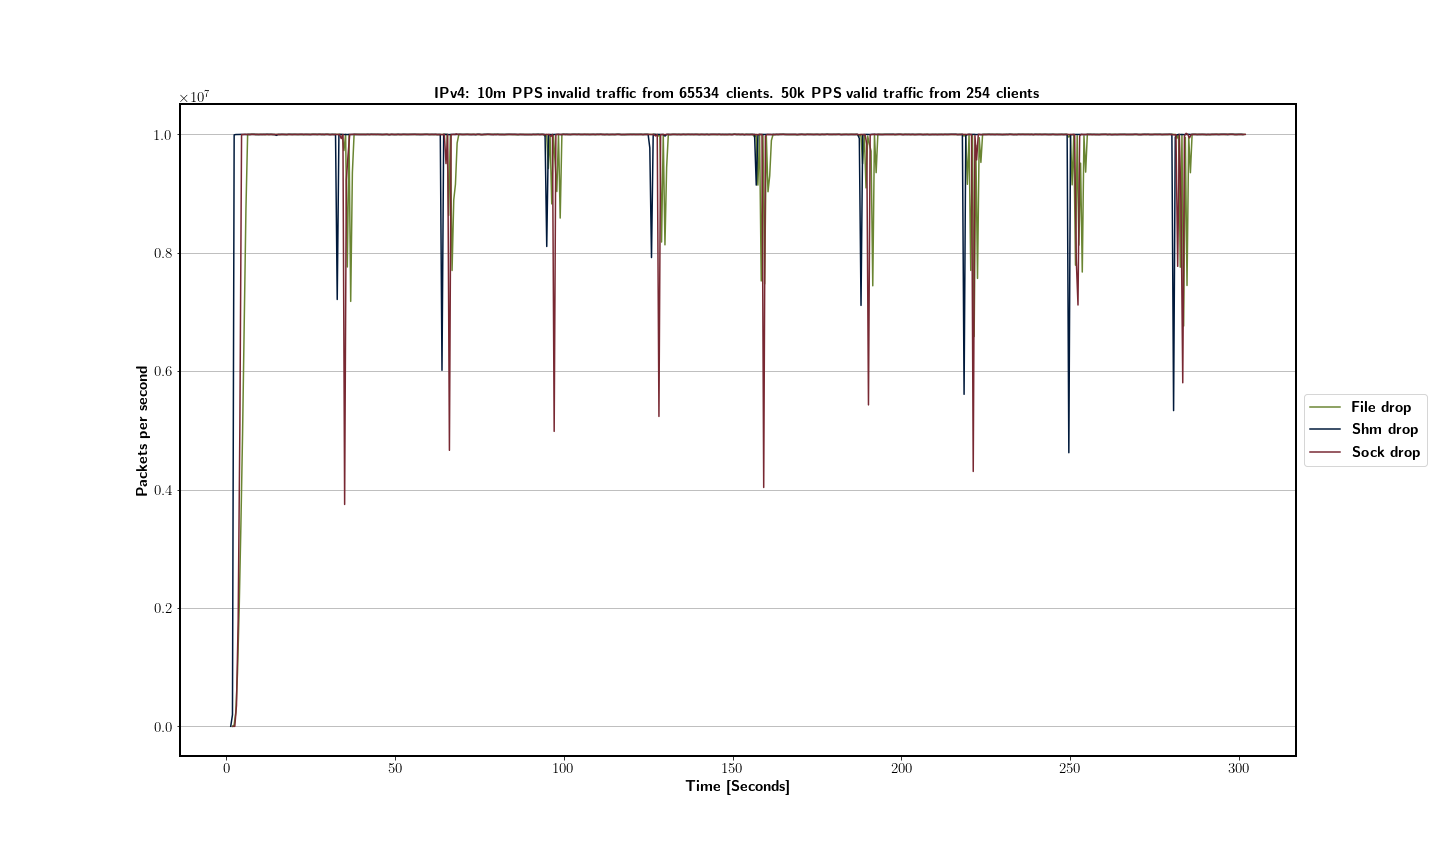 IPv4: 10m PPS invalid traffic from 65534 clients. 50k PPS valid traffic from 254 clients
×10⁷
1.0
0.8
0.6
0.4
0.2
0.0
Packets per second
0 50 100 150 200 250 300
Time [Seconds]
File drop
Shm drop
Sock drop